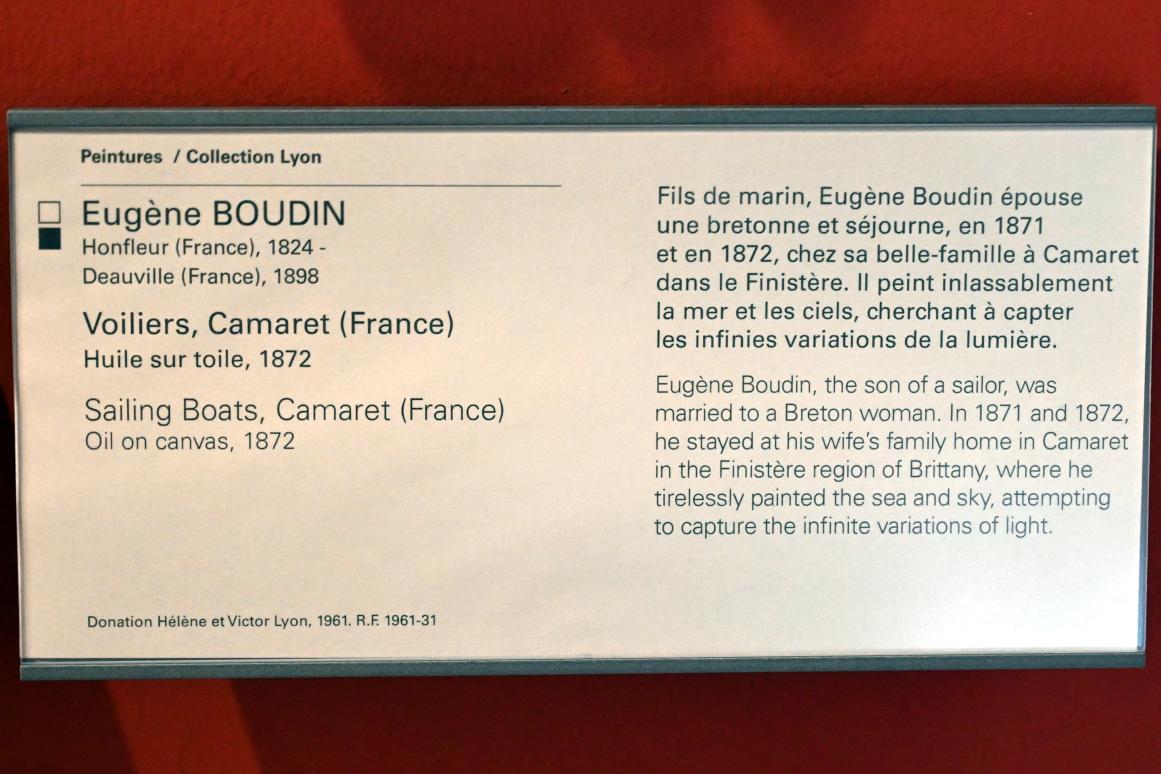 Peintures / Collection Lyon
Eugène BOUDIN
Honfleur (France), 1824 -
Deauville (France), 1898
Voiliers, Camaret (France)
Huile sur toile, 1872
Sailing Boats, Camaret (France)
Oil on canvas, 1872
Donation Hélène et Victor Lyon, 1961. R.F. 1961-31
Fils de marin, Eugène Boudin épouse
une bretonne et séjourne, en 1871
et en 1872, chez sa belle-famille à Camaret
dans le Finistère. Il peint inlassablement
la mer et les ciels, cherchant à capter
les infinies variations de la lumière.
Eugène Boudin, the son of a sailor, was
married to a Breton woman. In 1871 and 1872,
he stayed at his wife's family home in Camaret
in the Finistère region of Brittany, where he
tirelessly painted the sea and sky, attempting
to capture the infinite variations of light.